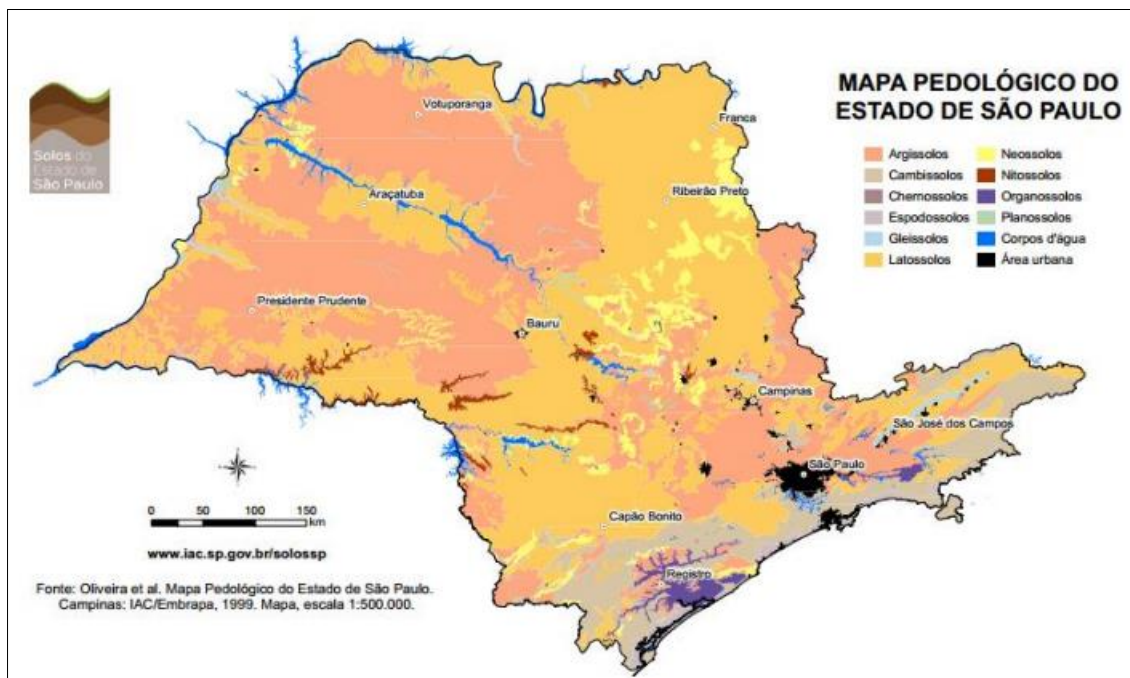 MAPA PEDOLÓGICO DO
ESTADO DE SÃO PAULO
Argissolos
Cambissolos
Chernossolos
Espodossolos
Gleissolos
Latossolos
Neossolos
Nitossolos
Organossolos
Planossolos
Corpos d'água
Área urbana
Solos do
Estado de
São Paulo
Votuporanga
Franca
Araçatuba
Ribeirão Preto
Presidente Prudente
Bauru
Campinas
São José dos Campos
São Paulo
Capão Bonito
Registro
0 50 50 100 150
km
www.iac.sp.gov.br/solossp
Fonte: Oliveira et al. Mapa Pedológico do Estado de São Paulo.
Campinas: IAC/Embrapa, 1999. Mapa, escala 1:500.000.